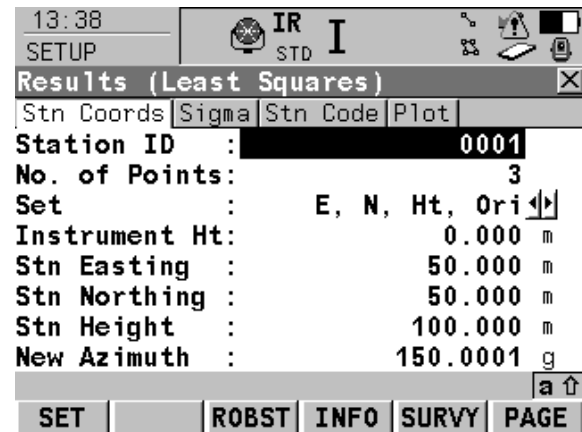 13:38
SETUP
IR
STD
I
Results (Least Squares)
Stn Coords Sigma Stn Code Plot
Station ID : 0001
No. of Points: 3
Set : E, N, Ht, Ori
Instrument Ht: 0.000 m
Stn Easting : 50.000 m
Stn Northing : 50.000 m
Stn Height : 100.000 m
New Azimuth : 150.0001 g
a
SET ROBST INFO SURVY PAGE